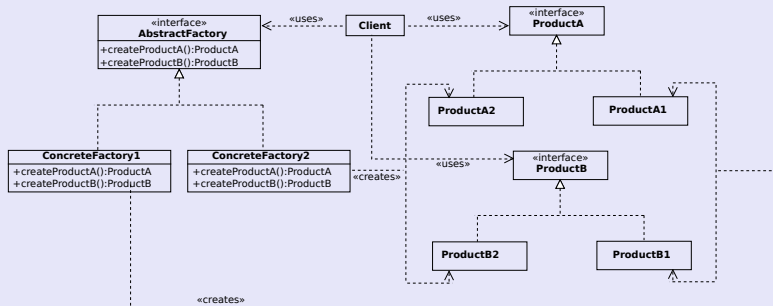 «interface»
AbstractFactory
+createProductA():ProductA
+createProductB():ProductB
«uses»
Client
«uses»
«interface»
ProductA
ProductA2
ProductA1
ConcreteFactory1
+createProductA():ProductA
+createProductB():ProductB
ConcreteFactory2
+createProductA():ProductA
+createProductB():ProductB
«creates»
«uses»
«interface»
ProductB
ProductB2
ProductB1
«creates»